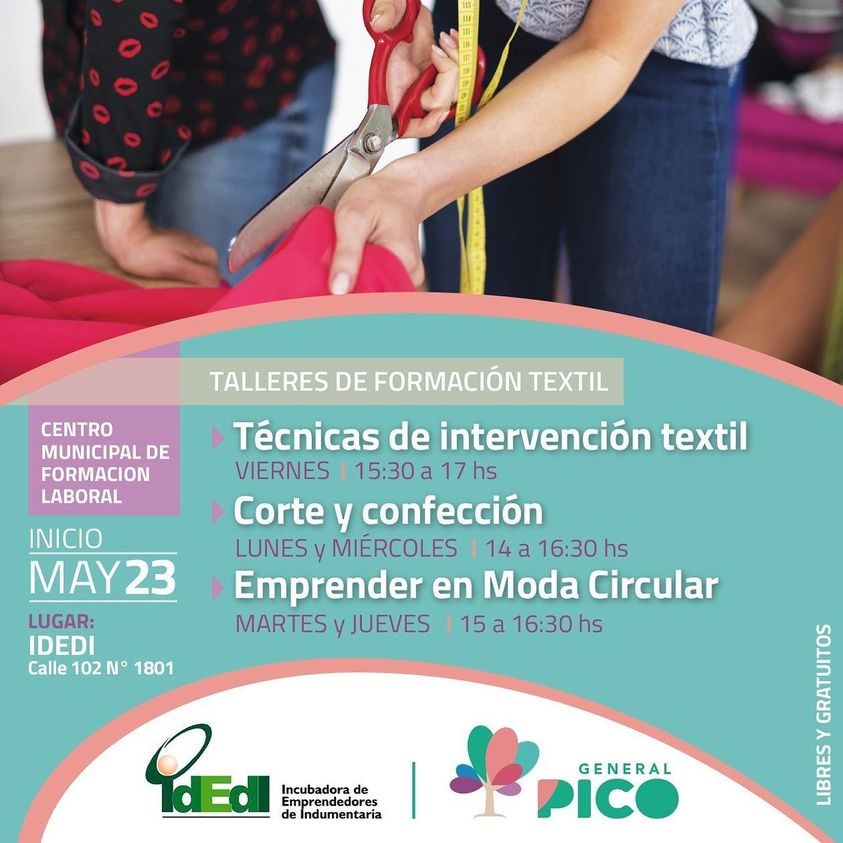 TALLERES DE FORMACIÓN TEXTIL
CENTRO
MUNICIPAL DE
FORMACION
LABORAL
INICIO
MAY23
LUGAR:
IDEDI
Calle 102 N° 1801
Técnicas de intervención textil
VIERNES | 15:30 a 17 hs
Corte y confección
LUNES y MIÉRCOLES | 14 a 16:30 hs
Emprender en Moda Circular
MARTES y JUEVES | 15 a 16:30 hs
LIBRES Y GRATUITOS
idEdI
Incubadora de
Emprendedores
de Indumentaria
GENERAL
PICO